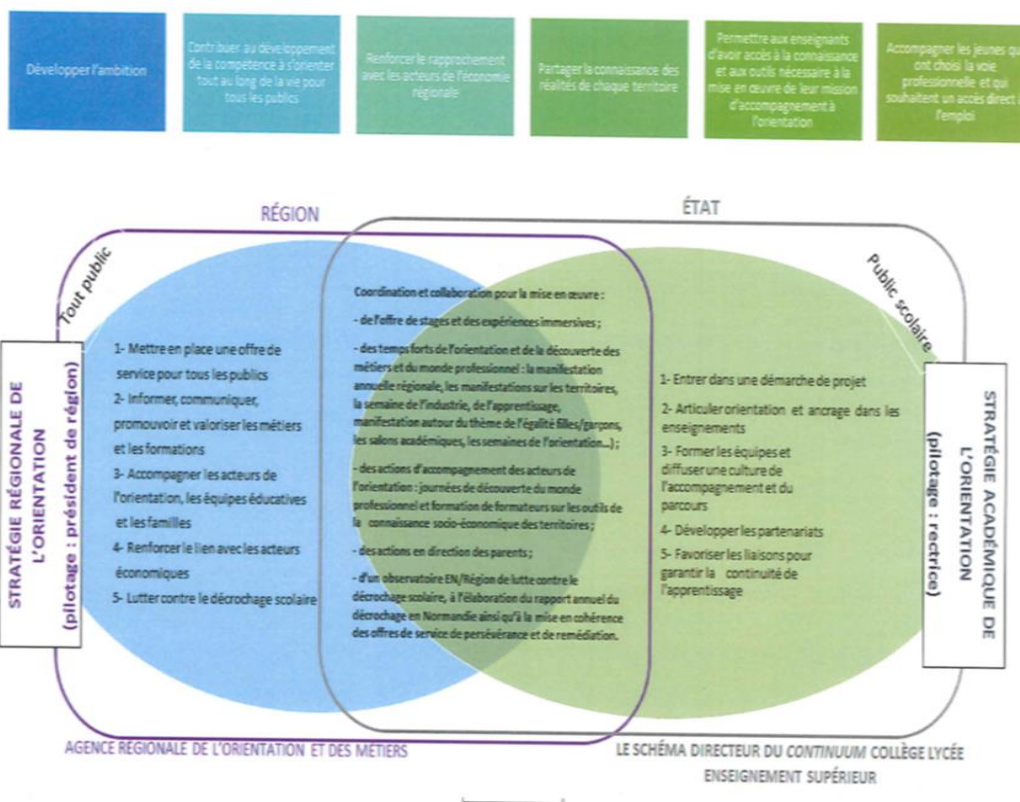 Développer l'ambition
Contribuer au développement
de la compétence à s'orienter
tout au long de la vie pour
tous les publics
Renforcer le rapprochement
avec les acteurs de l'économie
régionale
Partager la connaissance des
réalités de chaque territoire
Permettre aux enseignants
d'avoir accès à la connaissance
et aux outils nécessaire à la
mise en œuvre de leur mission
d'accompagnement à
l'orientation
Accompagner les jeunes qui
ont choisi la voie
professionnelle et qui
souhaitent un accès direct à
l'emploi
RÉGION
ÉTAT
Tout public
Public scolaire
STRATÉGIE RÉGIONALE DE
L'ORIENTATION
(pilotage : président de région)
1- Mettre en place une offre de
service pour tous les publics
2- Informer, communiquer,
promouvoir et valoriser les métiers
et les formations
3- Accompagner les acteurs de
l'orientation, les équipes éducatives
et les familles
4- Renforcer le lien avec les acteurs
économiques
5- Lutter contre le décrochage scolaire
Coordination et collaboration pour la mise en œuvre :
- de l'offre de stages et des expériences immersives ;
- des temps forts de l'orientation et de la découverte des
métiers et du monde professionnel : la manifestation
annuelle régionale, les manifestations sur les territoires,
la semaine de l'industrie, de l'apprentissage,
manifestation autour du thème de l'égalité filles/garçons,
les salons académiques, les semaines de l'orientation...) ;
- des actions d'accompagnement des acteurs de
l'orientation : journées de découverte du monde
professionnel et formation de formateurs sur les outils de
la connaissance socio-économique des territoires ;
- des actions en direction des parents ;
- d'un observatoire EN/Région de lutte contre le
décrochage scolaire, à l'élaboration du rapport annuel du
décrochage en Normandie ainsi qu'à la mise en cohérence
des offres de service de persévérance et de remédiation.
1- Entrer dans une démarche de projet
2- Articuler orientation et ancrage dans les
enseignements
3- Former les équipes et
diffuser une culture de
l'accompagnement et du
parcours
4- Développer les partenariats
5- Favoriser les liaisons pour
garantir la continuité de
l'apprentissage
STRATÉGIE ACADÉMIQUE DE
L'ORIENTATION
(pilotage : rectrice)
AGENCE RÉGIONALE DE L'ORIENTATION ET DES MÉTIERS
LE SCHÉMA DIRECTEUR DU CONTINUUM COLLÈGE LYCÉE
ENSEIGNEMENT SUPÉRIEUR